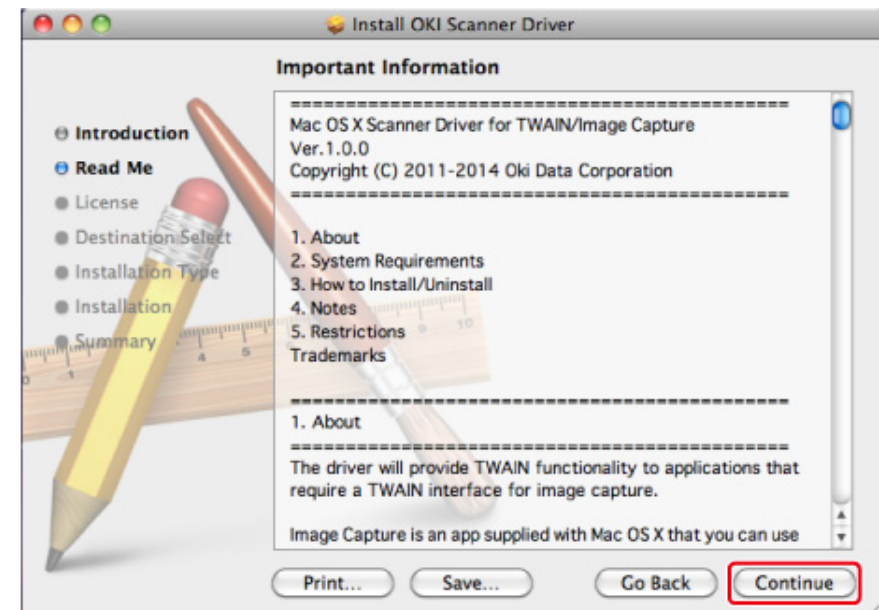 Install OKI Scanner Driver
Important Information
Introduction
Read Me
License
Destination Select
Installation Type
Installation
Summary
==================================================
Mac OS X Scanner Driver for TWAIN/Image Capture
Ver.1.0.0
Copyright (C) 2011-2014 Oki Data Corporation
==================================================
1. About
2. System Requirements
3. How to Install/Uninstall
4. Notes
5. Restrictions
Trademarks
==================================================
1. About
==================================================
The driver will provide TWAIN functionality to applications that
require a TWAIN interface for image capture.
Image Capture is an app supplied with Mac OS X that you can use
Print...
Save...
Go Back
Continue